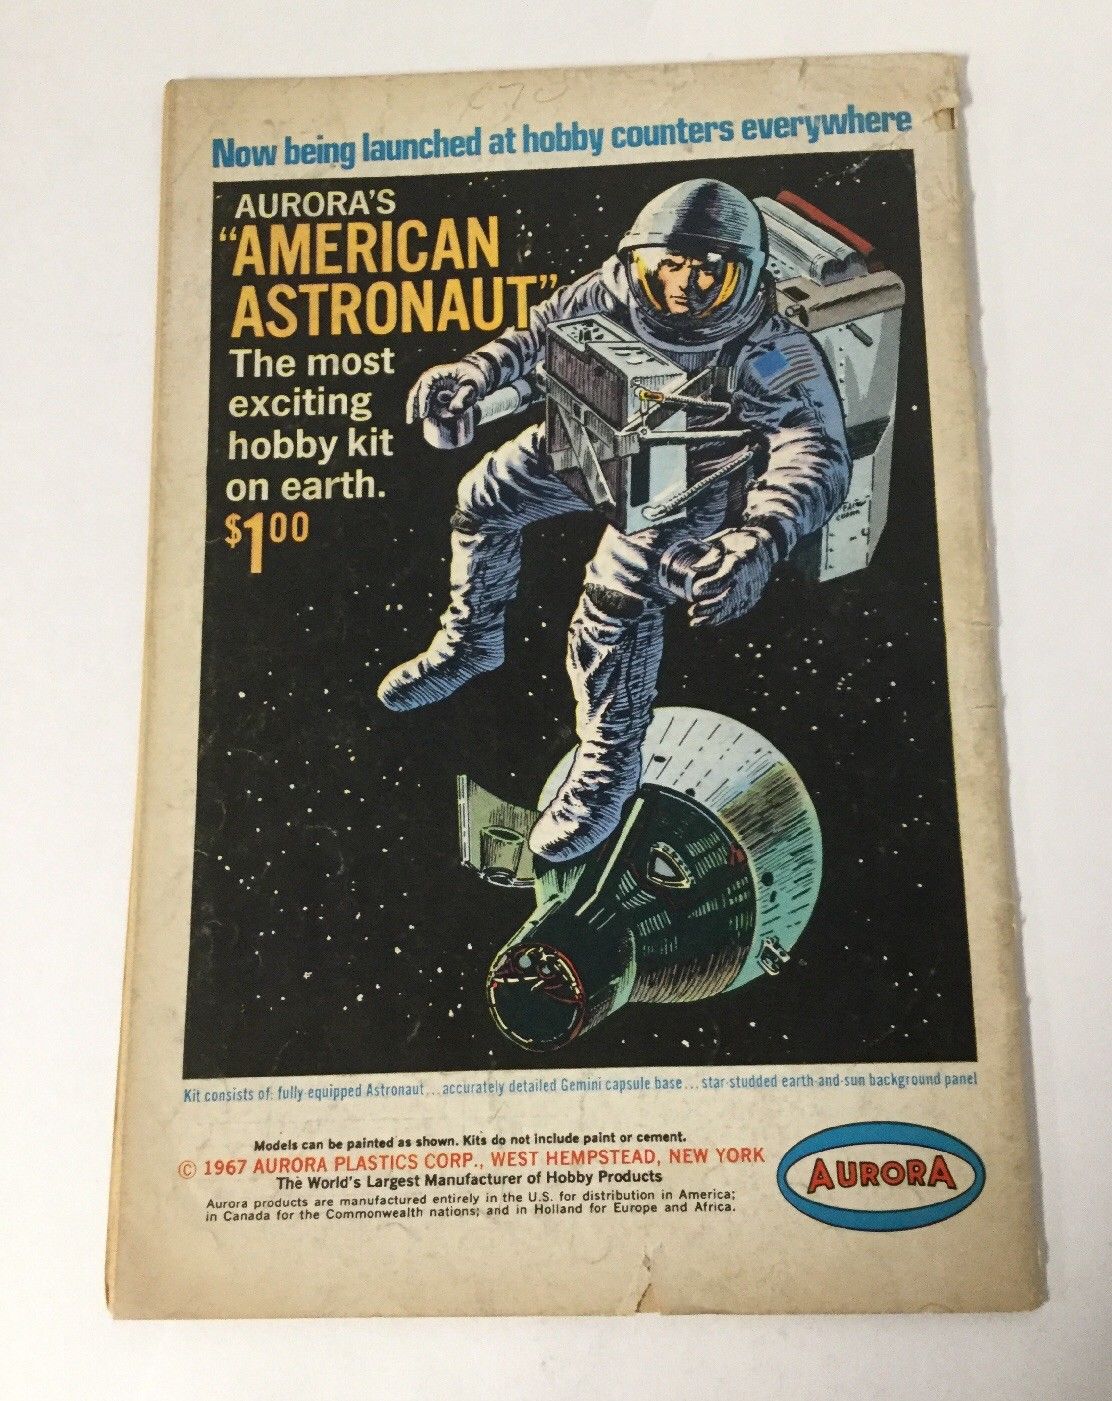 Now being launched at hobby counters everywhere
AURORA'S
“AMERICAN
ASTRONAUT”
The most
exciting
hobby kit
on earth.
$1.00
Kit consists of: fully equipped Astronaut...accurately detailed Gemini capsule base...star-studded earth-and-sun background panel
Models can be painted as shown. Kits do not include paint or cement.
© 1967 AURORA PLASTICS CORP., WEST HEMPSTEAD, NEW YORK
The World's Largest Manufacturer of Hobby Products
Aurora products are manufactured entirely in the U.S. for distribution in America;
in Canada for the Commonwealth nations; and in Holland for Europe and Africa.
AURORA